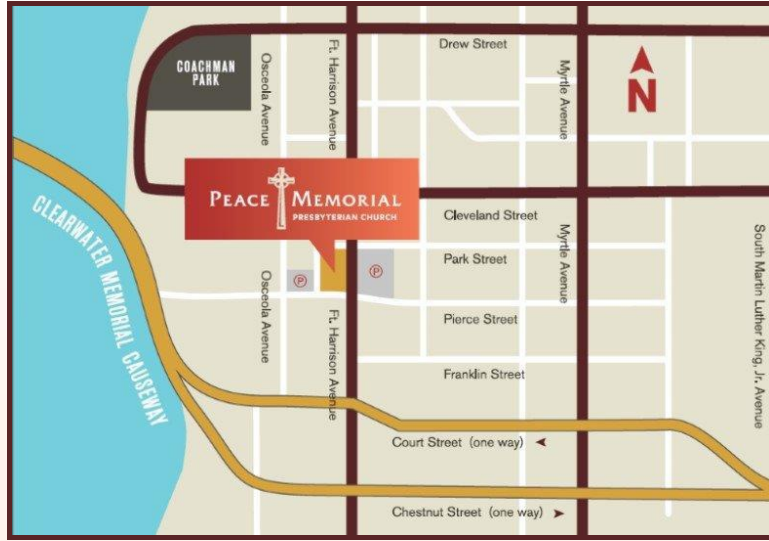 Drew Street
COACHMAN
PARK
Osceola Avenue
Ft. Harrison Avenue
Myrtle Avenue
N
PEACE MEMORIAL
PRESBYTERIAN CHURCH
Cleveland Street
CLEARWATER MEMORIAL CAUSEWAY
Park Street
P
P
Osceola Avenue
Ft. Harrison Avenue
Myrtle Avenue
South Martin Luther King, Jr. Avenue
Pierce Street
Franklin Street
Court Street (one way)
Chestnut Street (one way)